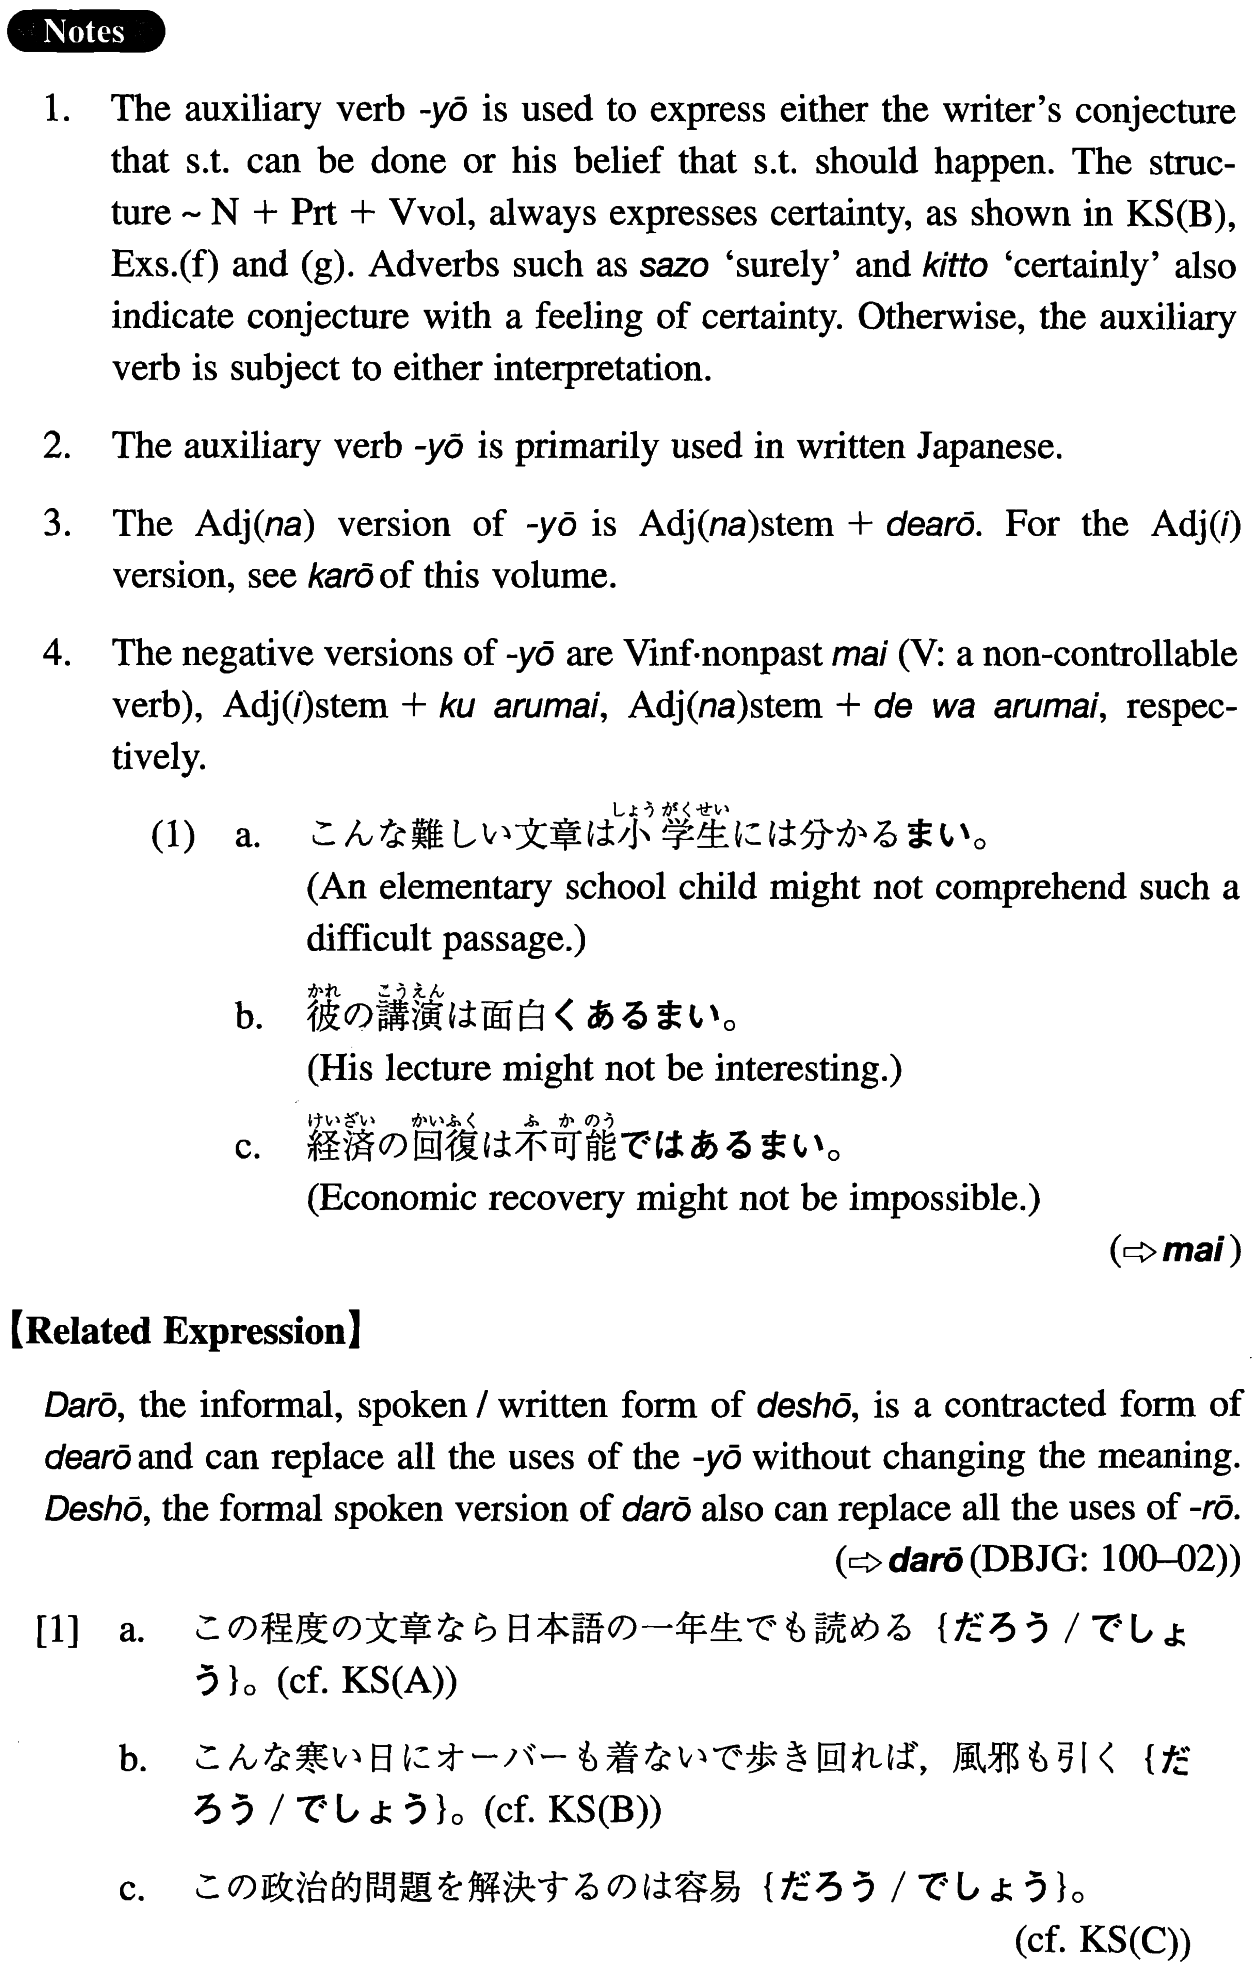 Notes
1. The auxiliary verb -yō is used to express either the writer's conjecture
that s.t. can be done or his belief that s.t. should happen. The struc-
ture ~ N + Prt + Vvol, always expresses certainty, as shown in KS(B),
Exs.(f) and (g). Adverbs such as sazo ‘surely’ and kitto ‘certainly’ also
indicate conjecture with a feeling of certainty. Otherwise, the auxiliary
verb is subject to either interpretation.
2. The auxiliary verb -yō is primarily used in written Japanese.
3. The Adj(na) version of -yō is Adj(na)stem + dearō. For the Adj(i)
version, see karō of this volume.
4. The negative versions of -yō are Vinf·nonpast mai (V: a non-controllable
verb), Adj(i)stem + ku arumai, Adj(na)stem + de wa arumai, respec-
tively.
しょうがくせい
(1) a. こんな難しい文章は小学生には分かるまい。
(An elementary school child might not comprehend such a
difficult passage.)
かれ こうえん
b. 彼の講演は面白くあるまい。
(His lecture might not be interesting.)
けいざい かいふく ふかのう
c. 経済の回復は不可能ではあるまい。
(Economic recovery might not be impossible.)
(⇨mai)
【Related Expression】
Darō, the informal, spoken / written form of deshō, is a contracted form of
dearō and can replace all the uses of the -yō without changing the meaning.
Deshō, the formal spoken version of darō also can replace all the uses of -rō.
(⇨darō (DBJG: 100–02))
[1] a. この程度の文章なら日本語の一年生でも読める {だろう / でしょ
う}。(cf. KS(A))
b. こんな寒い日にオーバーも着ないで歩き回れば，風邪も引く {だ
ろう / でしょう}。(cf. KS(B))
c. この政治的問題を解決するのは容易 {だろう / でしょう}。
(cf. KS(C))